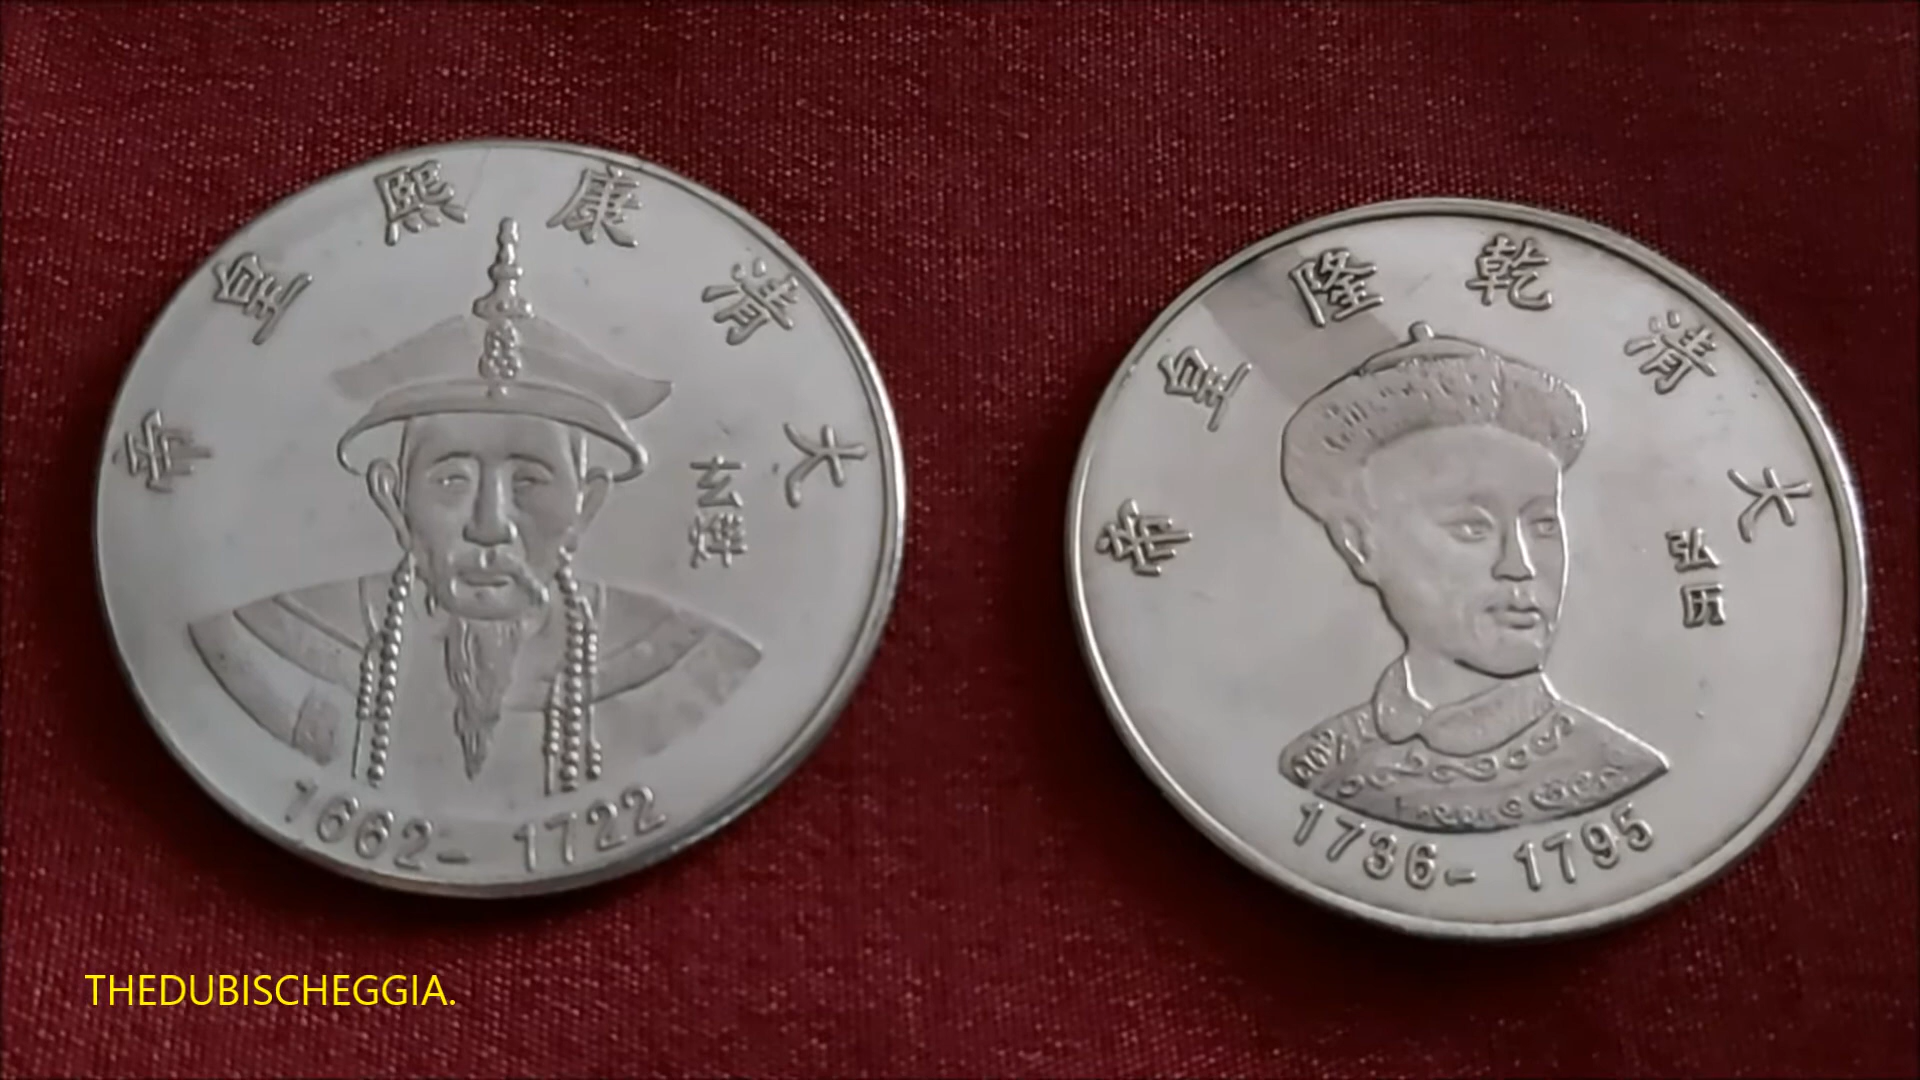 大清康熙皇帝
玄
1662- 1722
大清乾隆皇帝
弘历
1736- 1795
THEDUBISCHEGGIA.